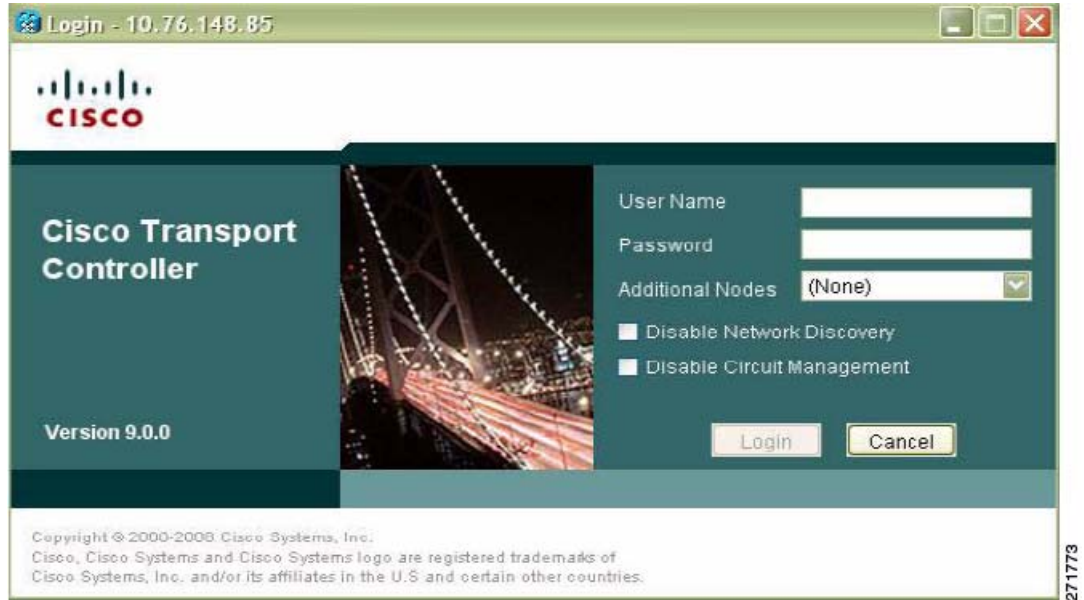 Login - 10.76.148.85
CISCO
Cisco Transport
Controller
Version 9.0.0
User Name
Password
Additional Nodes (None)
Disable Network Discovery
Disable Circuit Management
Login Cancel
Copyright © 2000-2008 Cisco Systems, Inc.
Cisco, Cisco Systems and Cisco Systems logo are registered trademarks of
Cisco Systems, Inc. and/or its affiliates in the U.S and certain other countries.
271773